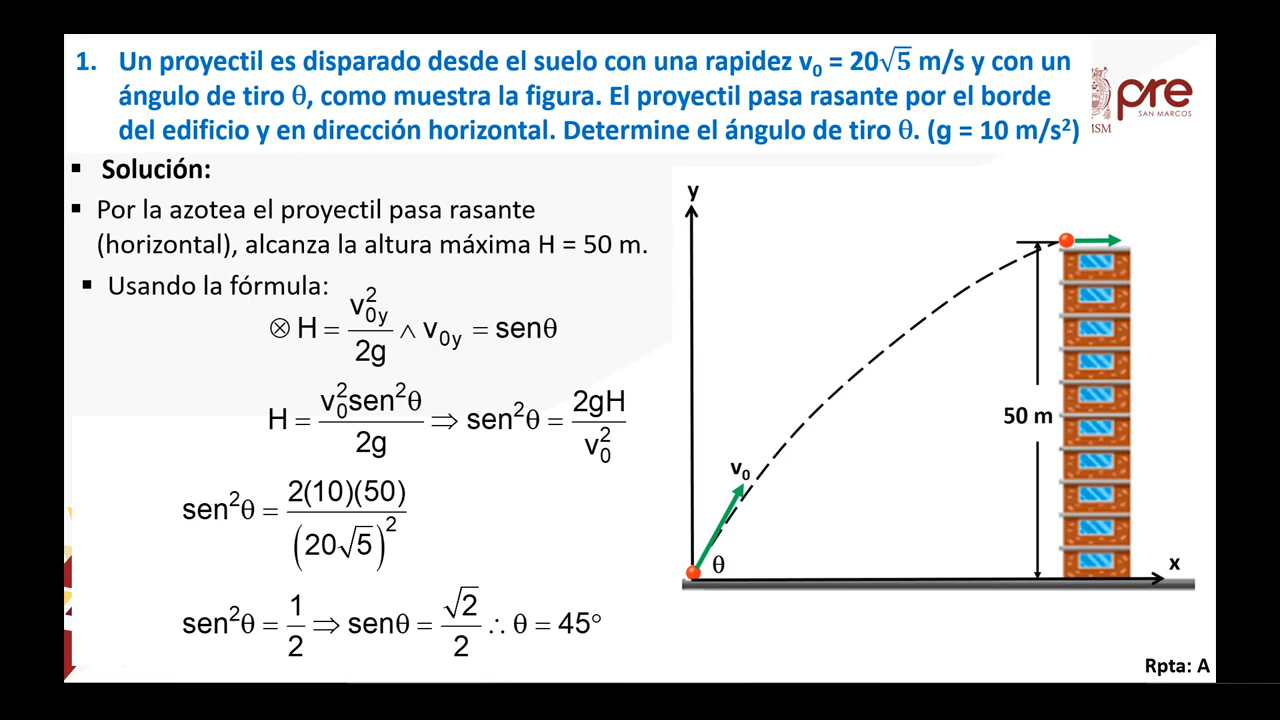 1. Un proyectil es disparado desde el suelo con una rapidez v₀ = 20√5 m/s y con un
ángulo de tiro θ, como muestra la figura. El proyectil pasa rasante por el borde
del edificio y en dirección horizontal. Determine el ángulo de tiro θ. (g = 10 m/s²)
pre
SAN MARCOS
MSM
▪ Solución:
▪ Por la azotea el proyectil pasa rasante
(horizontal), alcanza la altura máxima H = 50 m.
▪ Usando la fórmula:
⊗ H = v₀y²/2g ∧ v₀y = senθ
H = v₀²sen²θ/2g ⇒ sen²θ = 2gH/v₀²
sen²θ = 2(10)(50)/(20√5)²
sen²θ = 1/2 ⇒ senθ = √2/2 ∴ θ = 45°
y
50 m
v₀
θ
x
Rpta: A